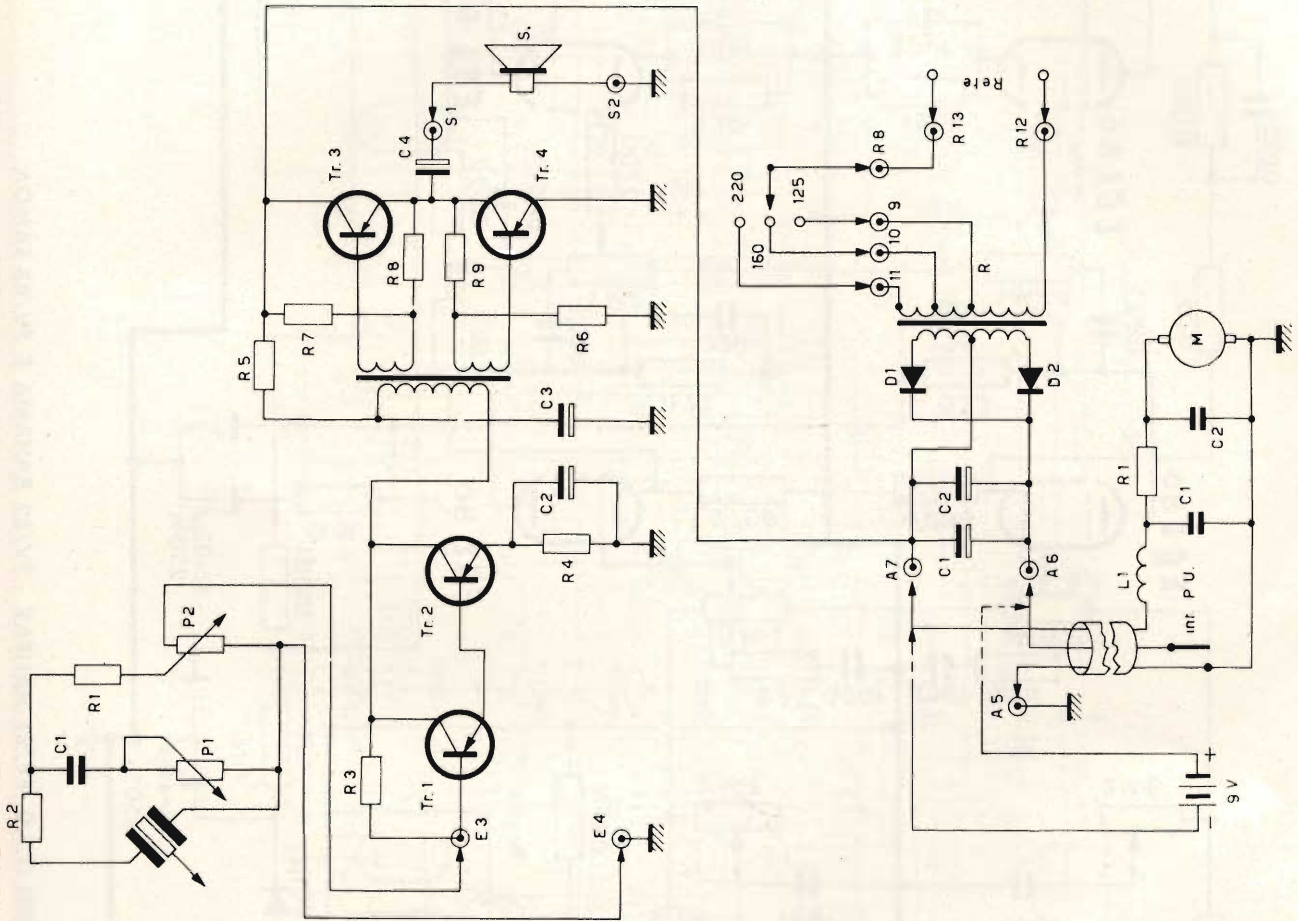 R2
C1
R1
P1
P2
R3
Tr. 1
E3
E4
Tr. 2
C2
R4
C3
R5
R7
R8
R9
R6
Tr. 3
Tr. 4
C4
S1
S.
S2
A7
A6
A5
C1
C2
D1
D2
R
11
10
9
R8
R13
R12
220
160
125
Rete
M
L1
R1
C1
C2
int. P.U.
9 V
+
−